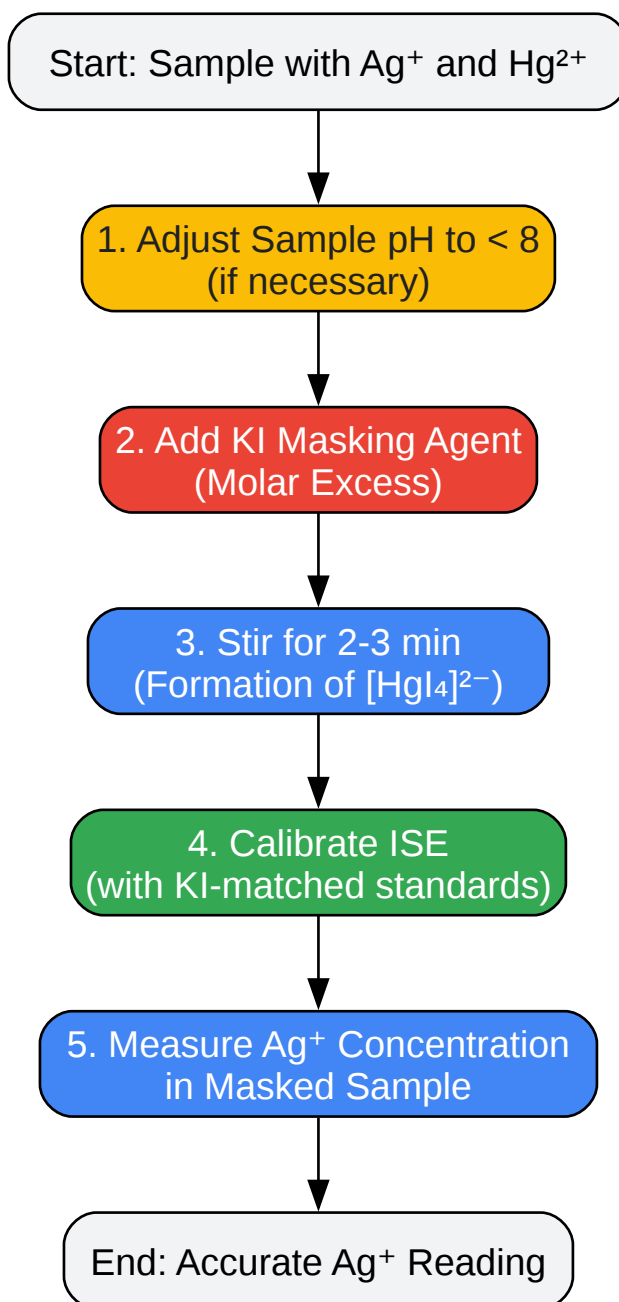 Start: Sample with Ag⁺ and Hg²⁺
1. Adjust Sample pH to < 8
(if necessary)
2. Add KI Masking Agent
(Molar Excess)
3. Stir for 2-3 min
(Formation of [HgI₄]²⁻)
4. Calibrate ISE
(with KI-matched standards)
5. Measure Ag⁺ Concentration
in Masked Sample
End: Accurate Ag⁺ Reading